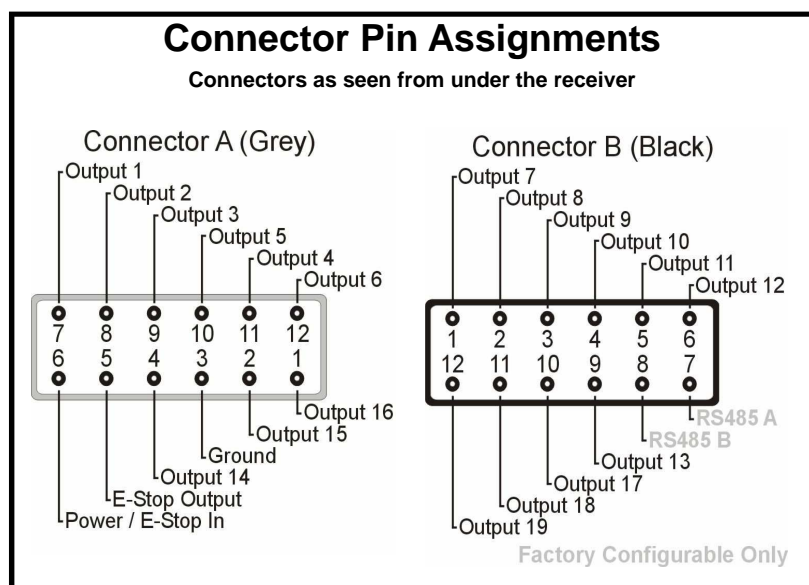 Connector Pin Assignments
Connectors as seen from under the receiver
Connector A (Grey)
Output 1
Output 2
Output 3
Output 5
Output 4
Output 6
7 8 9 10 11 12
6 5 4 3 2 1
Output 16
Output 15
Ground
Output 14
E-Stop Output
Power / E-Stop In
Connector B (Black)
Output 7
Output 8
Output 9
Output 10
Output 11
Output 12
1 2 3 4 5 6
12 11 10 9 8 7
RS485 A
RS485 B
Output 13
Output 17
Output 18
Output 19
Factory Configurable Only